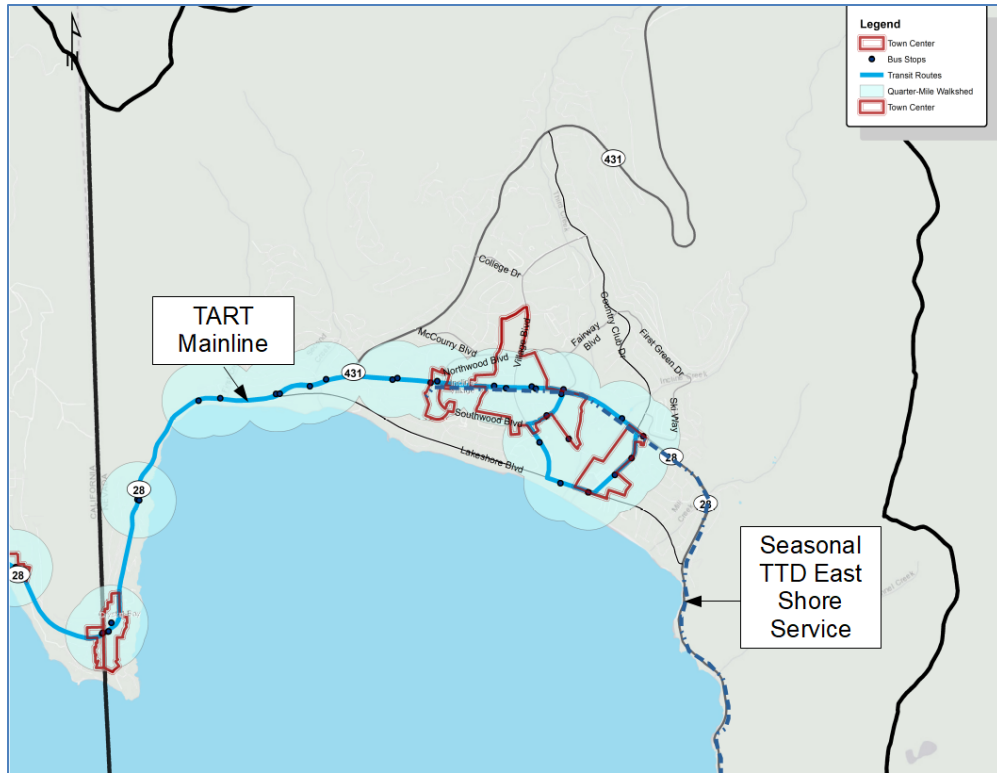 Legend
Town Center
Bus Stops
Transit Routes
Quarter-Mile Walkshed
Town Center
N
431
431
28
28
28
28
College Dr
McCourry Blvd
Northwood Blvd
Village Blvd
Fairway
Blvd
Country Club Dr
First Green Dr
Ski Way
Southwood Blvd
Lakeshore Blvd
TART
Mainline
CALIFORNIA
Seasonal
TTD East
Shore
Service